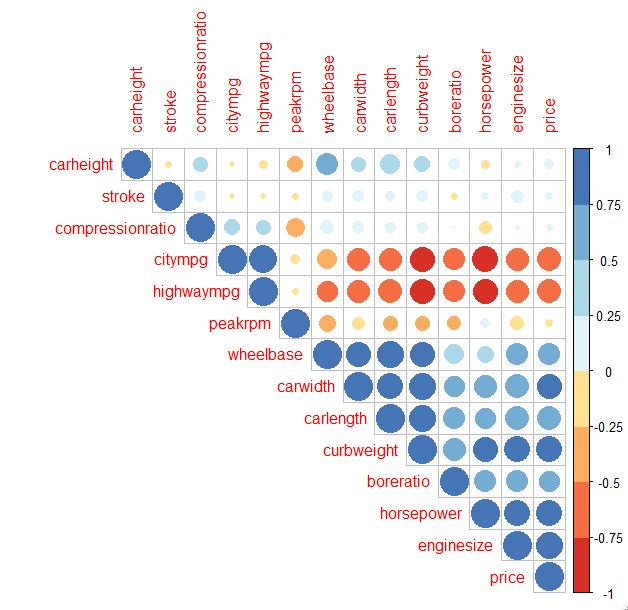 carheight
stroke
compressionratio
citympg
highwaympg
peakrpm
wheelbase
carwidth
carlength
curbweight
boreratio
horsepower
enginesize
price
carheight
stroke
compressionratio
citympg
highwaympg
peakrpm
wheelbase
carwidth
carlength
curbweight
boreratio
horsepower
enginesize
price
1
0.75
0.5
0.25
0
-0.25
-0.5
-0.75
-1